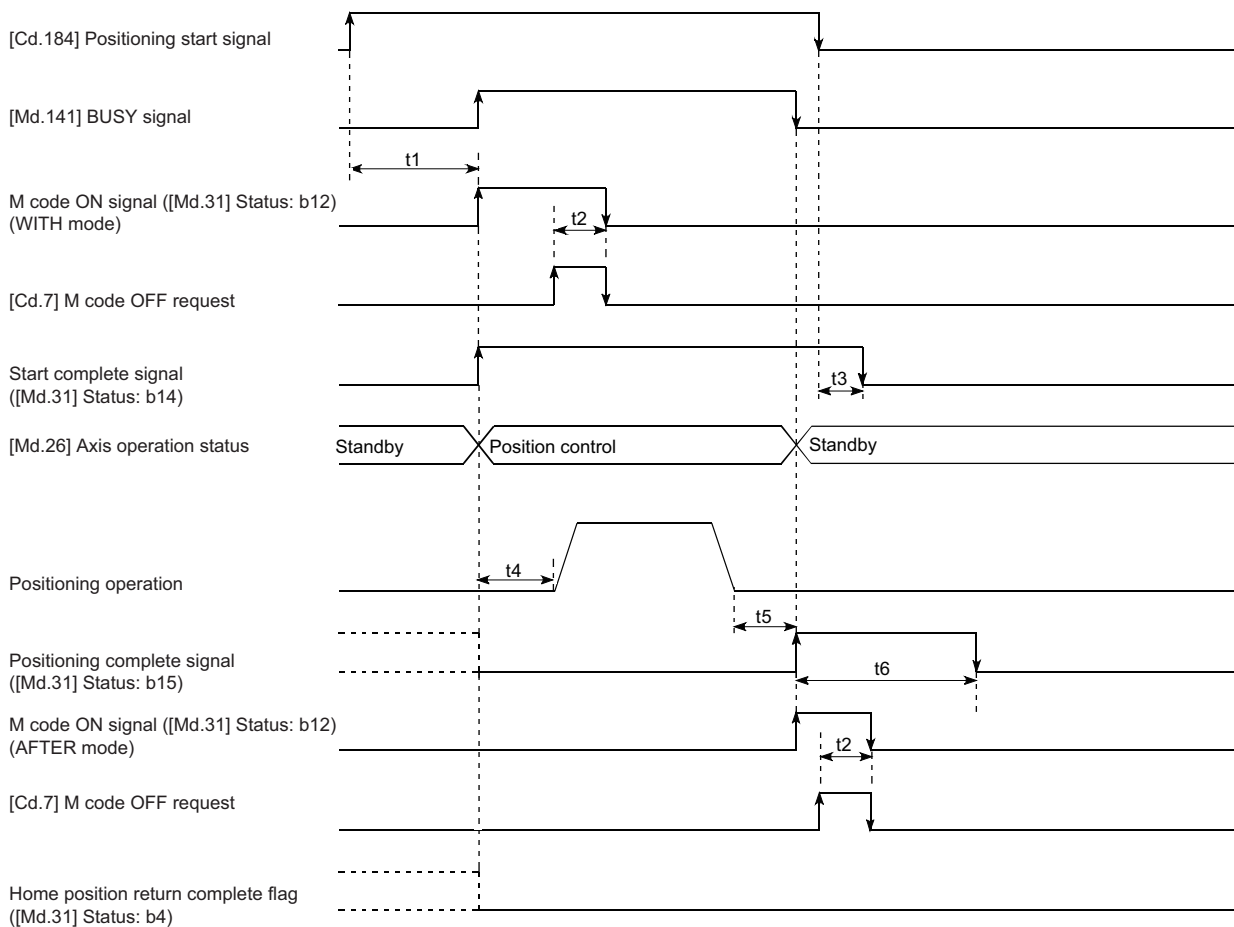 [Cd.184] Positioning start signal
[Md.141] BUSY signal
t1
M code ON signal ([Md.31] Status: b12)
(WITH mode)
t2
[Cd.7] M code OFF request
Start complete signal
([Md.31] Status: b14)
t3
[Md.26] Axis operation status
Standby
Position control
Standby
Positioning operation
t4
t5
Positioning complete signal
([Md.31] Status: b15)
t6
M code ON signal ([Md.31] Status: b12)
(AFTER mode)
t2
[Cd.7] M code OFF request
Home position return complete flag
([Md.31] Status: b4)